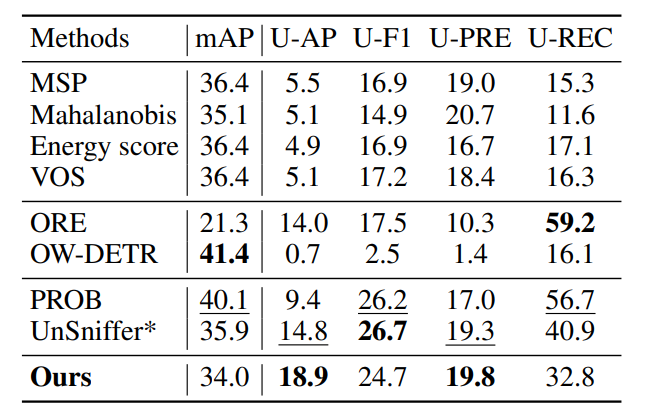 Methods mAP U-AP U-F1 U-PRE U-REC
MSP 36.4 5.5 16.9 19.0 15.3
Mahalanobis 35.1 5.1 14.9 20.7 11.6
Energy score 36.4 4.9 16.9 16.7 17.1
VOS 36.4 5.1 17.2 18.4 16.3
ORE 21.3 14.0 17.5 10.3 59.2
OW-DETR 41.4 0.7 2.5 1.4 16.1
PROB 40.1 9.4 26.2 17.0 56.7
UnSniffer* 35.9 14.8 26.7 19.3 40.9
Ours 34.0 18.9 24.7 19.8 32.8